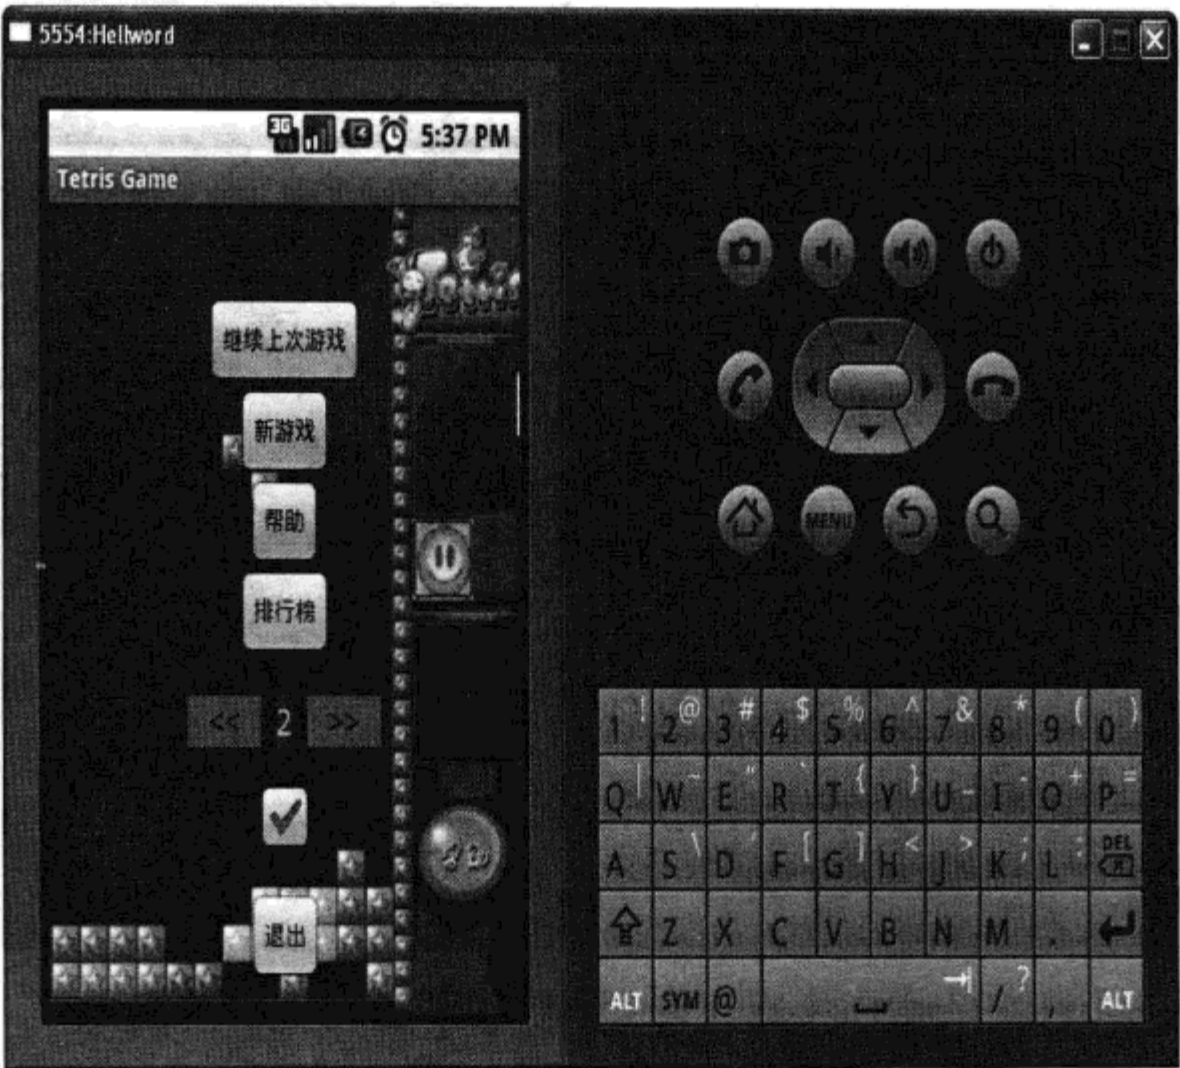 5554:Hellword
3G 5:37 PM
Tetris Game
继续上次游戏
新游戏
帮助
排行榜
<< 2 >>
退出
MENU
1 ! 2 @ 3 # 4 $ 5 % 6 ^ 7 & 8 * 9 ( 0 )
Q | W ~ E " R ` T { Y } U _ I - O + P =
A S \ D ' F [ G ] H < J > K ; L : DEL
Z X C V B N M .
ALT SYM @ / ? , ALT